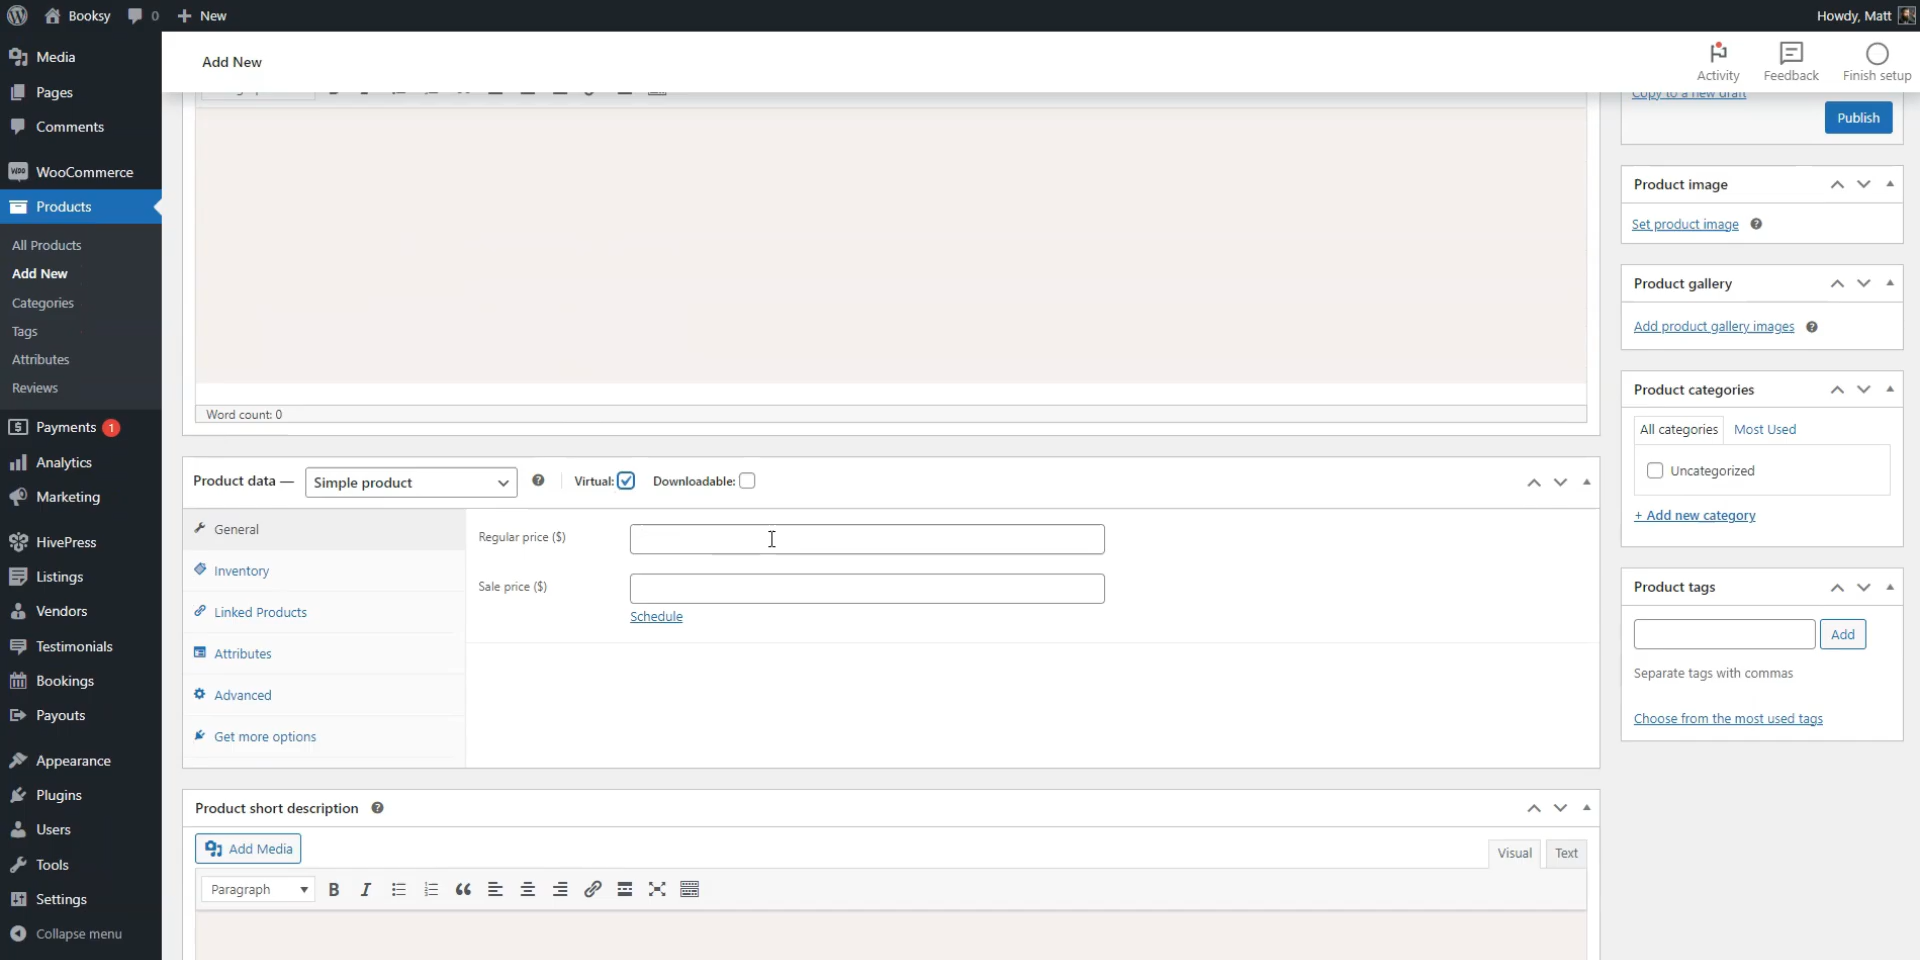 Booksy
0
New
Howdy, Matt
Media
Pages
Comments
WooCommerce
Products
All Products
Add New
Categories
Tags
Attributes
Reviews
Payments 1
Analytics
Marketing
HivePress
Listings
Vendors
Testimonials
Bookings
Payouts
Appearance
Plugins
Users
Tools
Settings
Collapse menu
Add New
Activity
Feedback
Finish setup
Word count: 0
Product data —
Simple product
Virtual:
Downloadable:
General
Inventory
Linked Products
Attributes
Advanced
Get more options
Regular price ($)
Sale price ($)
Schedule
Product short description
Add Media
Visual
Text
Paragraph
B I
Copy to a new draft
Publish
Product image
Set product image
Product gallery
Add product gallery images
Product categories
All categories
Most Used
Uncategorized
+ Add new category
Product tags
Add
Separate tags with commas
Choose from the most used tags